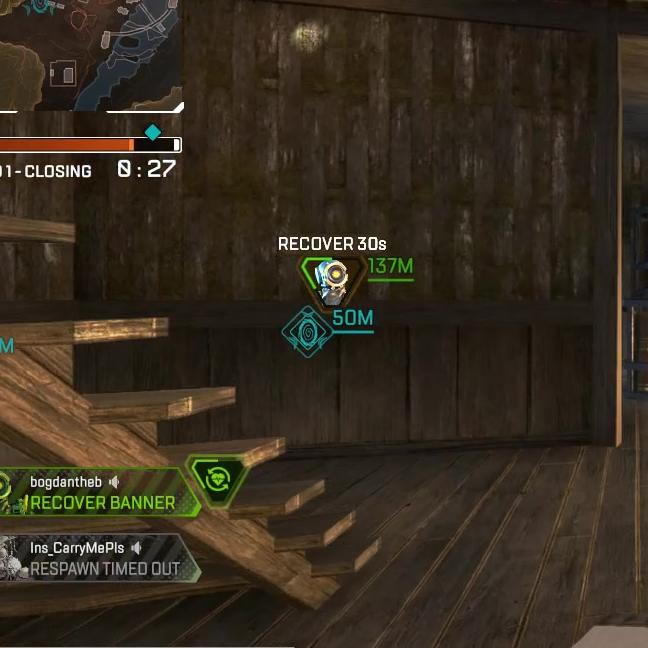 01-CLOSING 0:27
RECOVER 30s
137M
50M
M
bogdantheb
RECOVER BANNER
Ins_CarryMePls
RESPAWN TIMED OUT